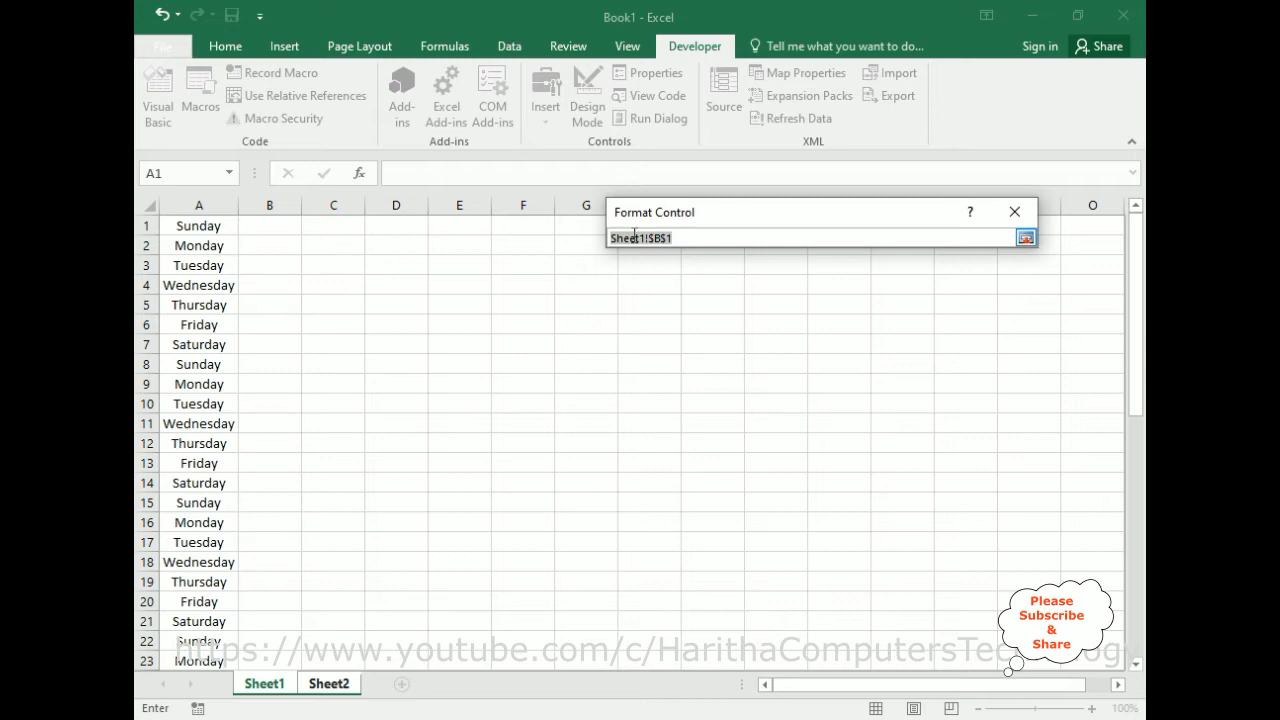 Book1 - Excel
File Home Insert Page Layout Formulas Data Review View Developer Tell me what you want to do... Sign in Share
Visual Basic
Macros
Record Macro
Use Relative References
Macro Security
Code
Add-ins
Excel Add-ins
COM Add-ins
Add-ins
Insert
Design Mode
Properties
View Code
Run Dialog
Controls
Source
Map Properties
Expansion Packs
Refresh Data
Import
Export
XML
A1 fx
Format Control ?
Sheet1!$B$1
A B C D E F G O
1 Sunday
2 Monday
3 Tuesday
4 Wednesday
5 Thursday
6 Friday
7 Saturday
8 Sunday
9 Monday
10 Tuesday
11 Wednesday
12 Thursday
13 Friday
14 Saturday
15 Sunday
16 Monday
17 Tuesday
18 Wednesday
19 Thursday
20 Friday
21 Saturday
22 Sunday
23 Monday
Please
Subscribe
&
Share
https://www.youtube.com/c/HarithaComputersTechnology
Sheet1 Sheet2
Enter 100%